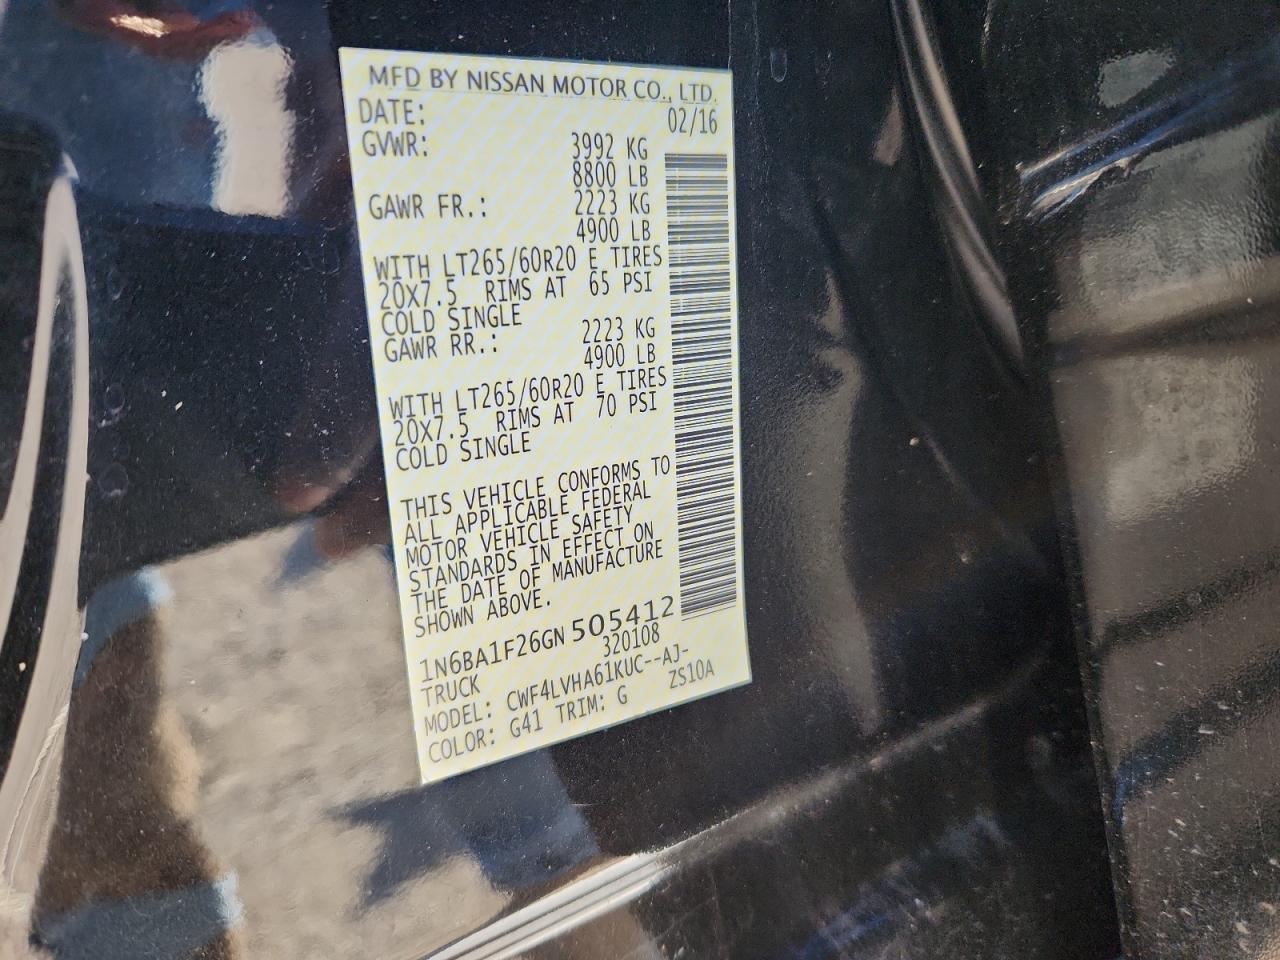 MFD BY NISSAN MOTOR CO., LTD.
DATE: 02/16
GVWR: 3992 KG
8800 LB
GAWR FR.: 2223 KG
4900 LB
WITH LT265/60R20 E TIRES
20X7.5 RIMS AT 65 PSI
COLD SINGLE
GAWR RR.: 2223 KG
4900 LB
WITH LT265/60R20 E TIRES
20X7.5 RIMS AT 70 PSI
COLD SINGLE
THIS VEHICLE CONFORMS TO
ALL APPLICABLE FEDERAL
MOTOR VEHICLE SAFETY
STANDARDS IN EFFECT ON
THE DATE OF MANUFACTURE
SHOWN ABOVE.
1N6BA1F26GN505412
TRUCK 320108
MODEL: CWF4LVHA61KUC--AJ-
COLOR: G41 TRIM: G ZS10A